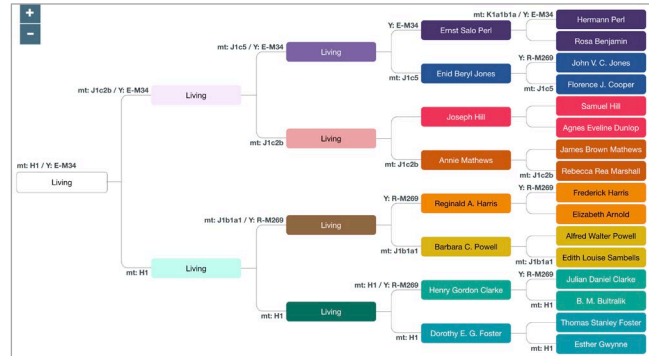 +
−
mt: H1 / Y: E-M34
Living
mt: J1c2b / Y: E-M34
Living
mt: H1
Living
mt: J1c5 / Y: E-M34
Living
mt: J1c2b
Living
mt: J1b1a1 / Y: R-M269
Living
mt: H1
Living
Y: E-M34
Ernst Salo Perl
mt: J1c5
Enid Beryl Jones
Joseph Hill
mt: J1c2b
Annie Mathews
Y: R-M269
Reginald A. Harris
mt: J1b1a1
Barbara C. Powell
mt: H1 / Y: R-M269
Henry Gordon Clarke
mt: H1
Dorothy E. G. Foster
mt: K1a1b1a / Y: E-M34
Hermann Perl
Rosa Benjamin
Y: R-M269
John V. C. Jones
mt: J1c5
Florence J. Cooper
Samuel Hill
Agnes Eveline Dunlop
James Brown Mathews
mt: J1c2b
Rebecca Rea Marshall
Y: R-M269
Frederick Harris
Elizabeth Arnold
Alfred Walter Powell
mt: J1b1a1
Edith Louise Sambells
Y: R-M269
Julian Daniel Clarke
mt: H1
B. M. Bultralik
Thomas Stanley Foster
mt: H1
Esther Gwynne